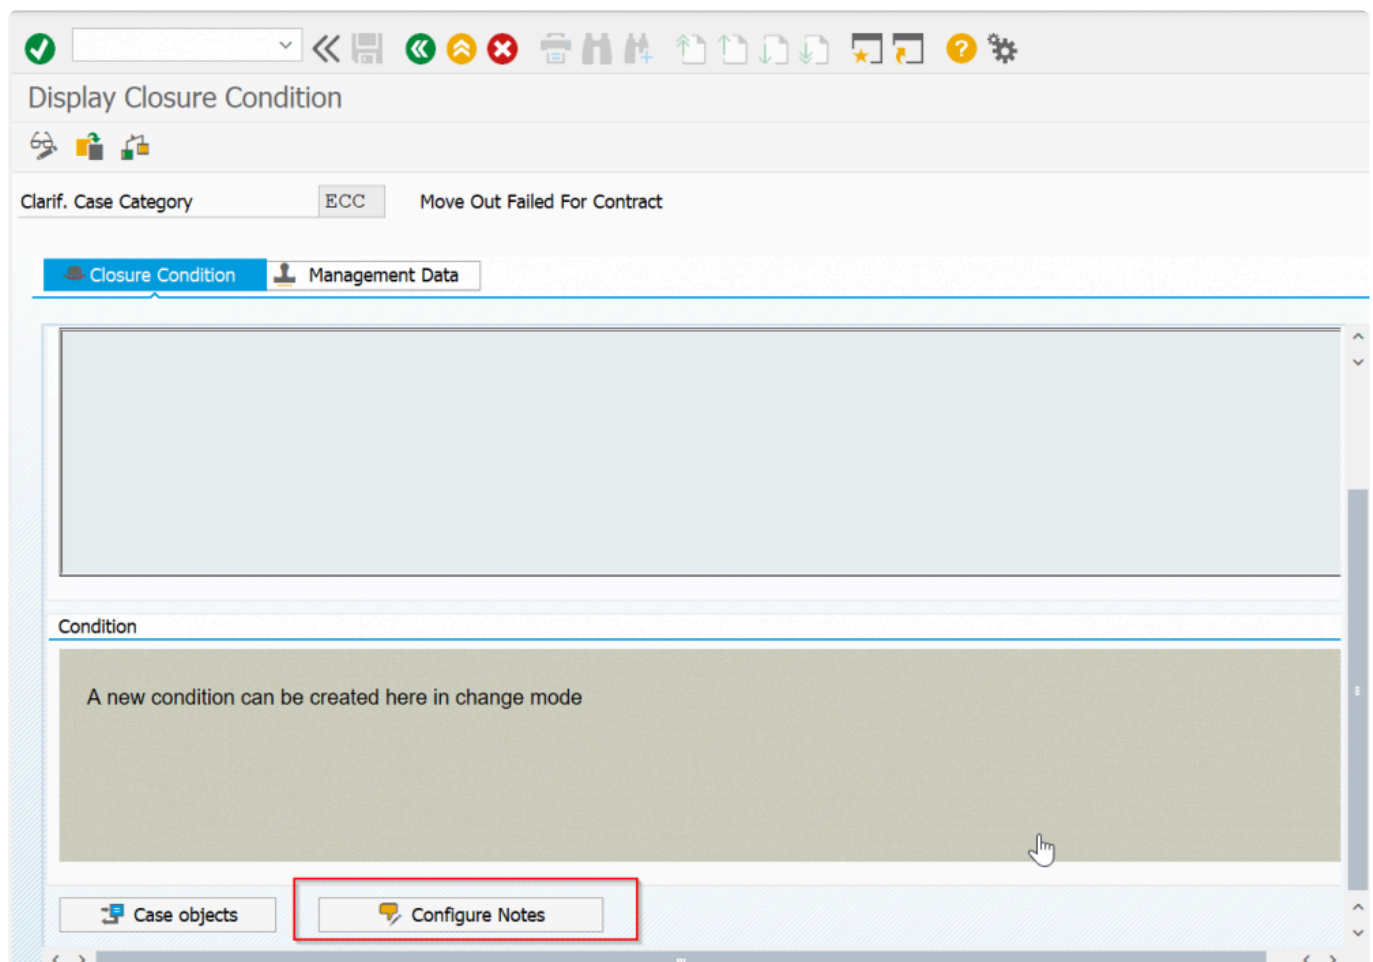 Display Closure Condition
Clarif. Case Category ECC Move Out Failed For Contract
Closure Condition Management Data
Condition
A new condition can be created here in change mode
Case objects Configure Notes